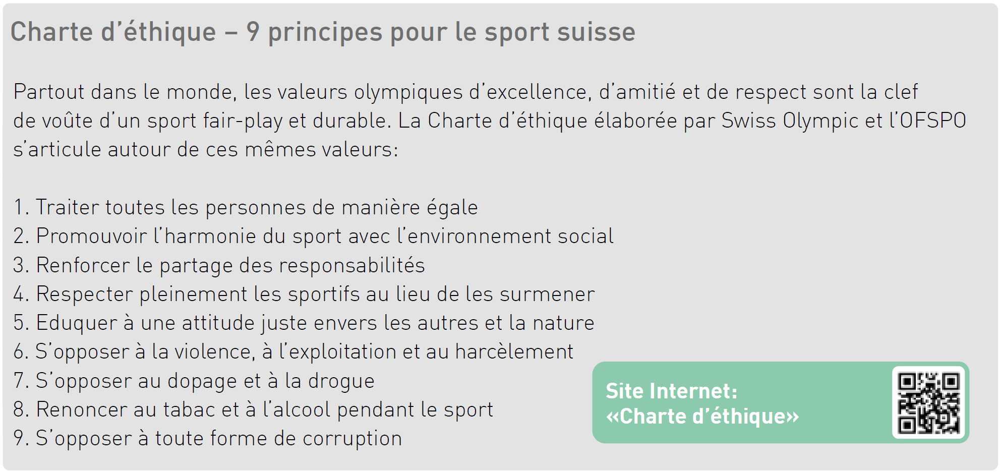 Charte d’éthique – 9 principes pour le sport suisse
Partout dans le monde, les valeurs olympiques d’excellence, d’amitié et de respect sont la clef
de voûte d’un sport fair-play et durable. La Charte d’éthique élaborée par Swiss Olympic et l’OFSPO
s’articule autour de ces mêmes valeurs:
1. Traiter toutes les personnes de manière égale
2. Promouvoir l’harmonie du sport avec l’environnement social
3. Renforcer le partage des responsabilités
4. Respecter pleinement les sportifs au lieu de les surmener
5. Eduquer à une attitude juste envers les autres et la nature
6. S’opposer à la violence, à l’exploitation et au harcèlement
7. S’opposer au dopage et à la drogue
8. Renoncer au tabac et à l’alcool pendant le sport
9. S’opposer à toute forme de corruption
Site Internet:
«Charte d’éthique»